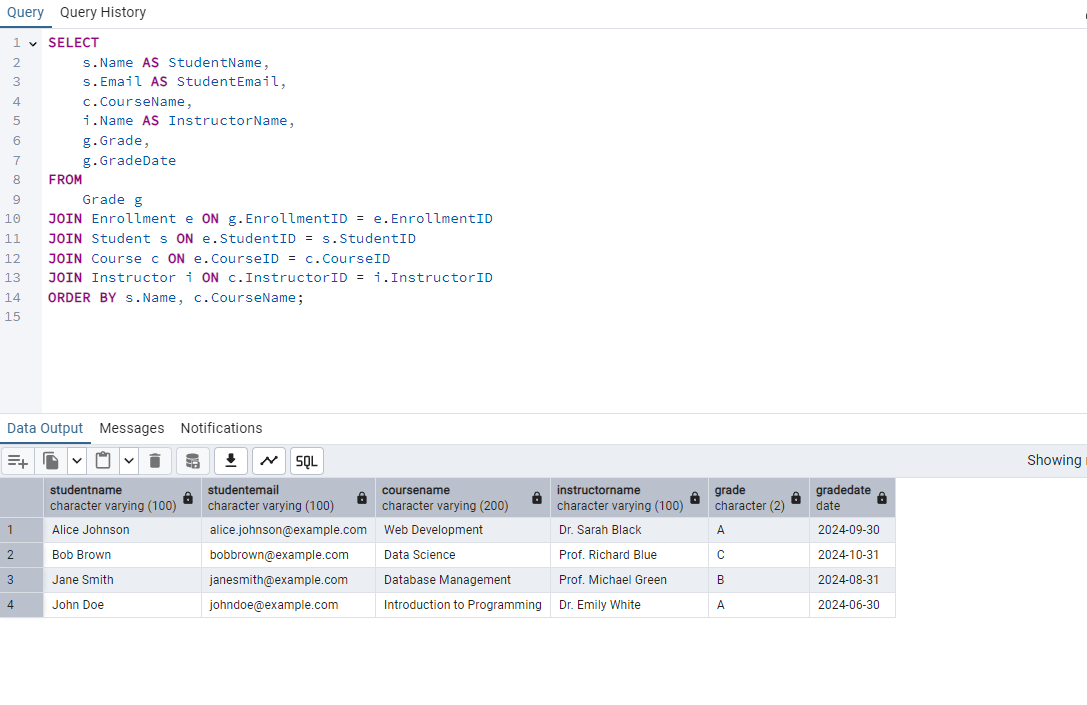 Query Query History
1 SELECT
2 s.Name AS StudentName,
3 s.Email AS StudentEmail,
4 c.CourseName,
5 i.Name AS InstructorName,
6 g.Grade,
7 g.GradeDate
8 FROM
9 Grade g
10 JOIN Enrollment e ON g.EnrollmentID = e.EnrollmentID
11 JOIN Student s ON e.StudentID = s.StudentID
12 JOIN Course c ON e.CourseID = c.CourseID
13 JOIN Instructor i ON c.InstructorID = i.InstructorID
14 ORDER BY s.Name, c.CourseName;
15
Data Output Messages Notifications
SQL Showing
studentname studentemail coursename instructorname grade gradedate
character varying (100) character varying (100) character varying (200) character varying (100) character (2) date
1 Alice Johnson alice.johnson@example.com Web Development Dr. Sarah Black A 2024-09-30
2 Bob Brown bobbrown@example.com Data Science Prof. Richard Blue C 2024-10-31
3 Jane Smith janesmith@example.com Database Management Prof. Michael Green B 2024-08-31
4 John Doe johndoe@example.com Introduction to Programming Dr. Emily White A 2024-06-30